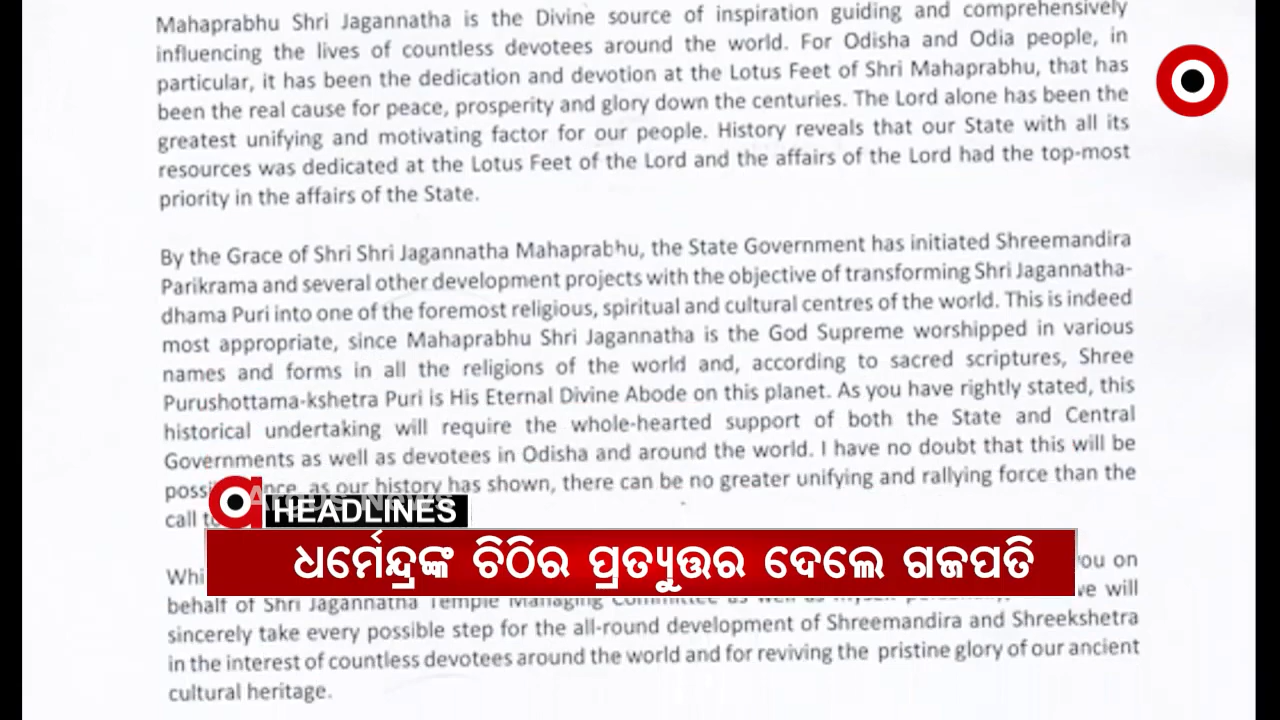 Mahaprabhu Shri Jagannatha is the Divine source of inspiration guiding and comprehensively
influencing the lives of countless devotees around the world. For Odisha and Odia people, in
particular, it has been the dedication and devotion at the Lotus Feet of Shri Mahaprabhu, that has
been the real cause for peace, prosperity and glory down the centuries. The Lord alone has been the
greatest unifying and motivating factor for our people. History reveals that our State with all its
resources was dedicated at the Lotus Feet of the Lord and the affairs of the Lord had the top-most
priority in the affairs of the State.
By the Grace of Shri Shri Jagannatha Mahaprabhu, the State Government has initiated Shreemandira
Parikrama and several other development projects with the objective of transforming Shri Jagannatha-
dhama Puri into one of the foremost religious, spiritual and cultural centres of the world. This is indeed
most appropriate, since Mahaprabhu Shri Jagannatha is the God Supreme worshipped in various
names and forms in all the religions of the world and, according to sacred scriptures, Shree
Purushottama-kshetra Puri is His Eternal Divine Abode on this planet. As you have rightly stated, this
historical undertaking will require the whole-hearted support of both the State and Central
Governments as well as devotees in Odisha and around the world. I have no doubt that this will be
as our history has shown, there can be no greater unifying and rallying force than the
call
HEADLINES
ଧର୍ମେନ୍ଦ୍ରଙ୍କ ଚିଠିର ପ୍ରତ୍ୟୁତ୍ତର ଦେଲେ ଗଜପତି
you on
behalf of Shri Jagannatha Temple Managing Committee as well as will
sincerely take every possible step for the all-round development of Shreemandira and Shreekshetra
in the interest of countless devotees around the world and for reviving the pristine glory of our ancient
cultural heritage.